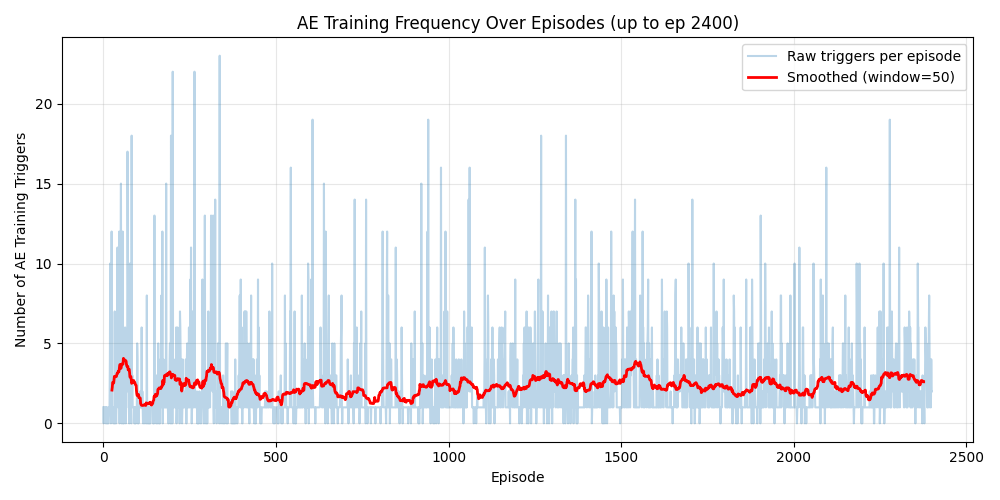 AE Training Frequency Over Episodes (up to ep 2400)
Raw triggers per episode
Smoothed (window=50)
Number of AE Training Triggers
20
15
10
5
0
0 500 1000 1500 2000 2500
Episode